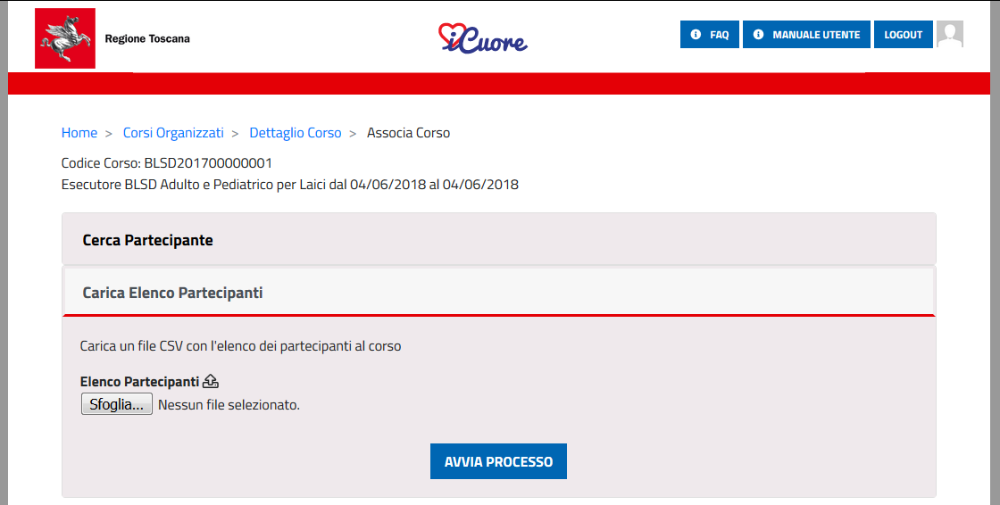 Regione Toscana
iCuore
FAQ
MANUALE UTENTE
LOGOUT
Home > Corsi Organizzati > Dettaglio Corso > Associa Corso
Codice Corso: BLSD201700000001
Esecutore BLSD Adulto e Pediatrico per Laici dal 04/06/2018 al 04/06/2018
Cerca Partecipante
Carica Elenco Partecipanti
Carica un file CSV con l'elenco dei partecipanti al corso
Elenco Partecipanti
Sfoglia... Nessun file selezionato.
AVVIA PROCESSO